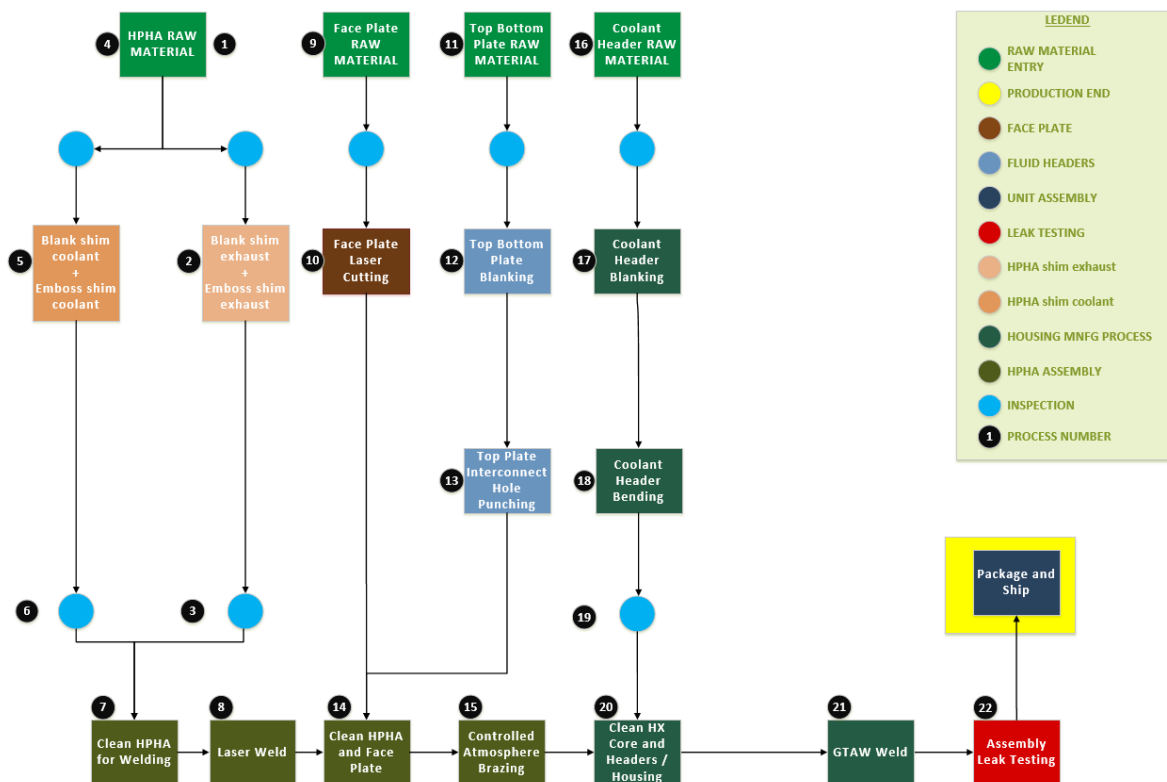 4
HPHA RAW
MATERIAL
1
9
Face Plate
RAW
MATERIAL
11
Top Bottom
Plate RAW
MATERIAL
16
Coolant
Header RAW
MATERIAL
5
Blank shim
coolant
+
Emboss shim
coolant
2
Blank shim
exhaust
+
Emboss shim
exhaust
10
Face Plate
Laser
Cutting
12
Top Bottom
Plate
Blanking
17
Coolant
Header
Blanking
13
Top Plate
Interconnect
Hole
Punching
18
Coolant
Header
Bending
6
3
19
7
Clean HPHA
for Welding
8
Laser Weld
14
Clean HPHA
and Face
Plate
15
Controlled
Atmosphere
Brazing
20
Clean HX
Core and
Headers /
Housing
21
GTAW Weld
22
Assembly
Leak Testing
Package and
Ship
LEDEND
RAW MATERIAL
ENTRY
PRODUCTION END
FACE PLATE
FLUID HEADERS
UNIT ASSEMBLY
LEAK TESTING
HPHA shim exhaust
HPHA shim coolant
HOUSING MNFG PROCESS
HPHA ASSEMBLY
INSPECTION
1 PROCESS NUMBER